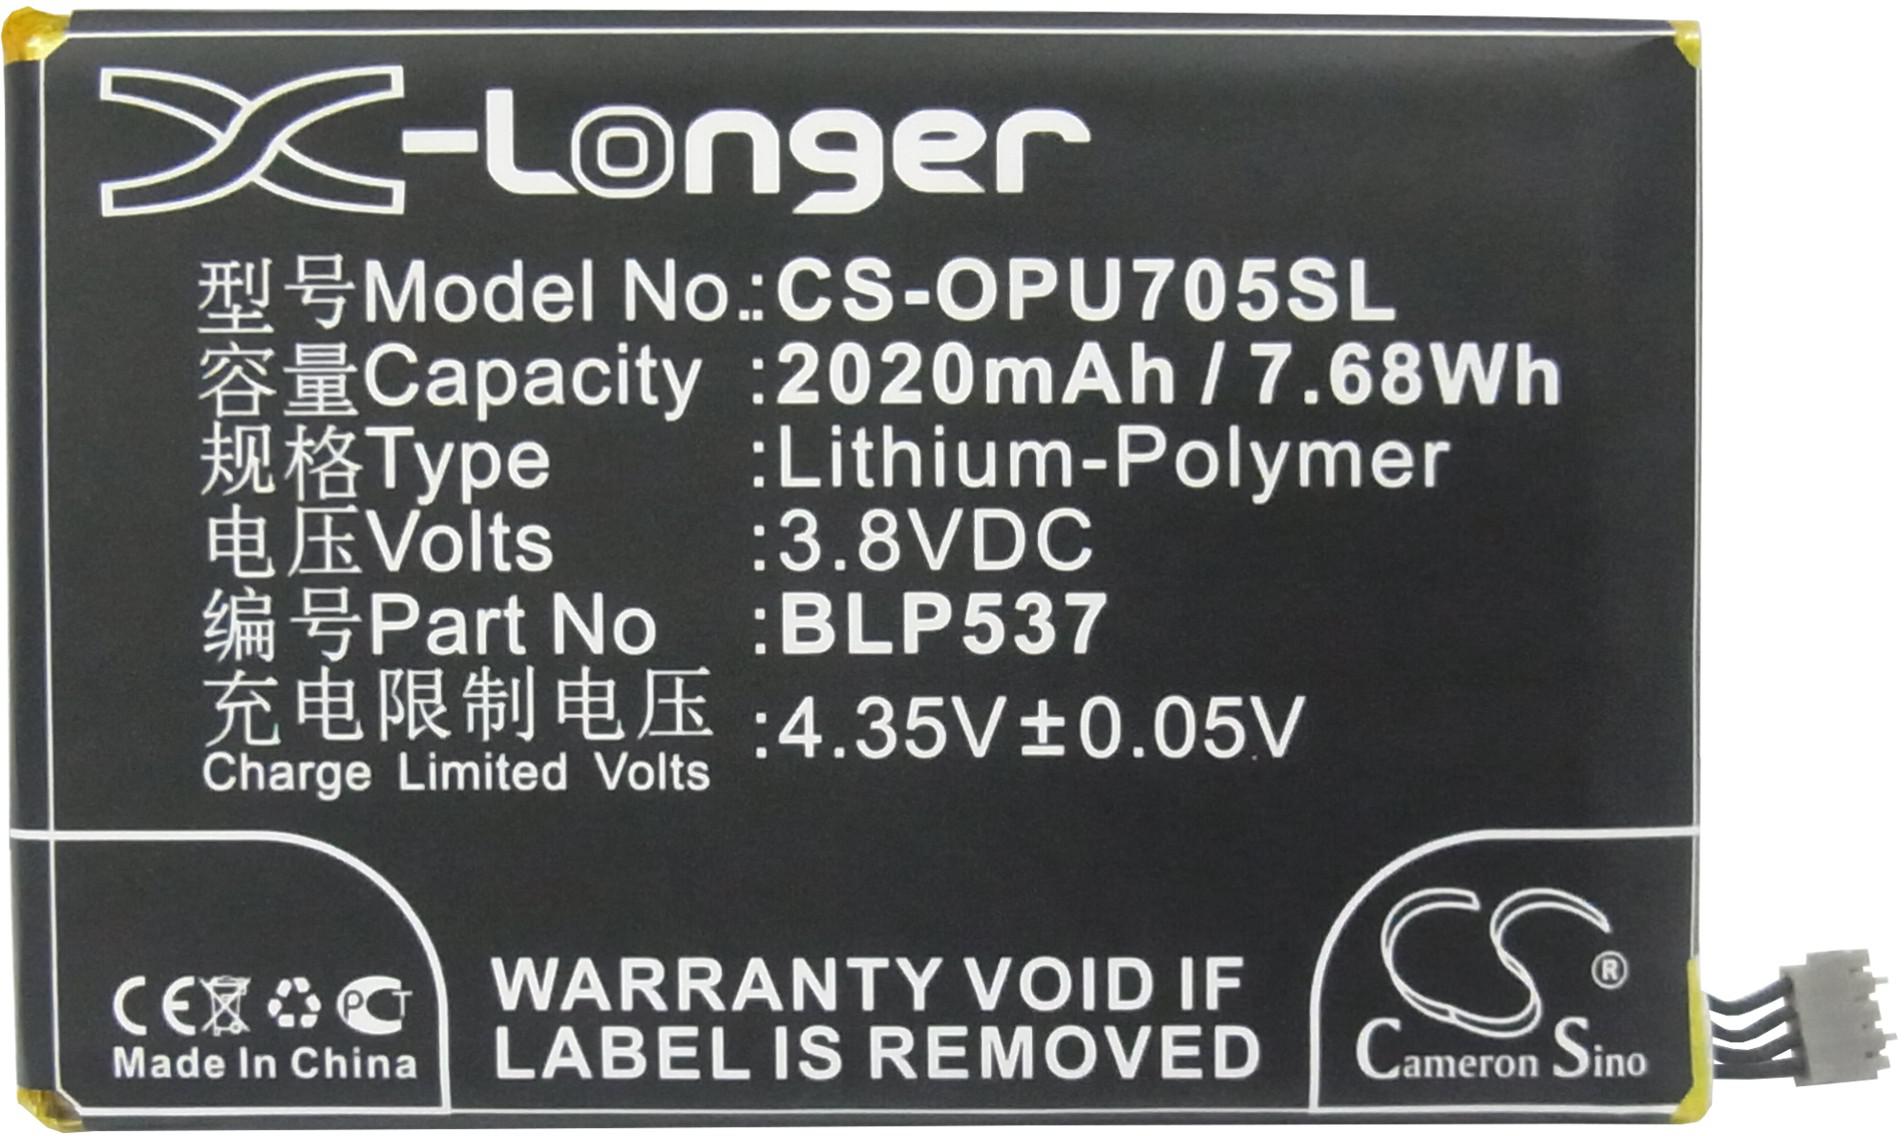 X-Longer
型号Model No.:CS-OPU705SL
容量Capacity :2020mAh / 7.68Wh
规格Type :Lithium-Polymer
电压Volts :3.8VDC
编号Part No :BLP537
充电限制电压 :4.35V±0.05V
Charge Limited Volts
CE PCT
Made In China
WARRANTY VOID IF
LABEL IS REMOVED
CS ®
Cameron Sino